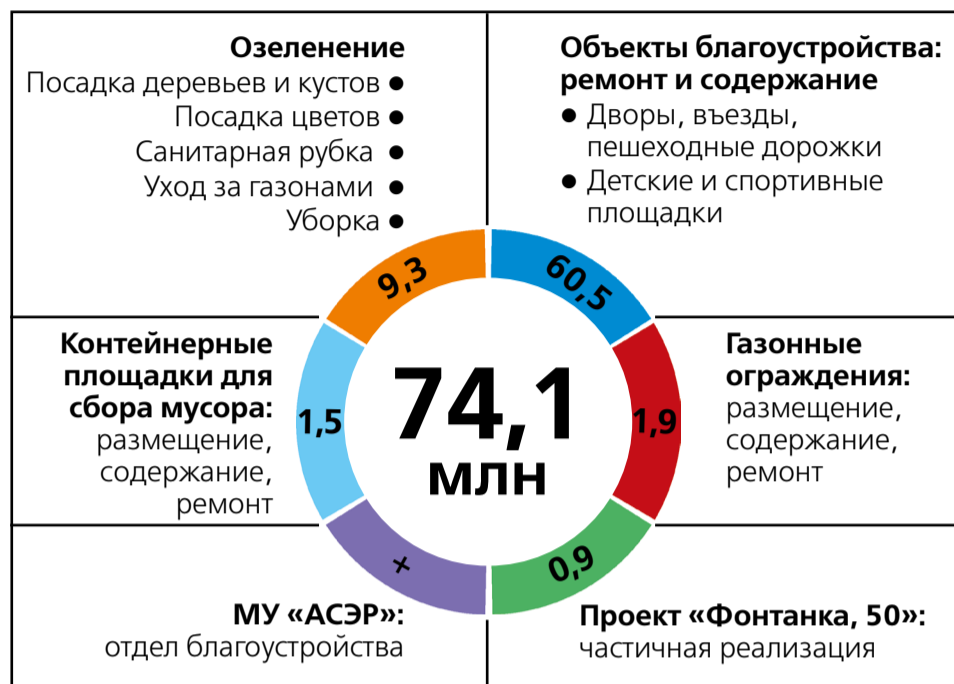 Озеленение
Посадка деревьев и кустов ●
Посадка цветов ●
Санитарная рубка ●
Уход за газонами ●
Уборка ●
Объекты благоустройства:
ремонт и содержание
● Дворы, въезды,
пешеходные дорожки
● Детские и спортивные
площадки
9,3
60,5
Контейнерные
площадки для
сбора мусора:
размещение,
содержание,
ремонт
1,5
74,1
млн
1,9
Газонные
ограждения:
размещение,
содержание,
ремонт
+
0,9
МУ «АСЭР»:
отдел благоустройства
Проект «Фонтанка, 50»:
частичная реализация